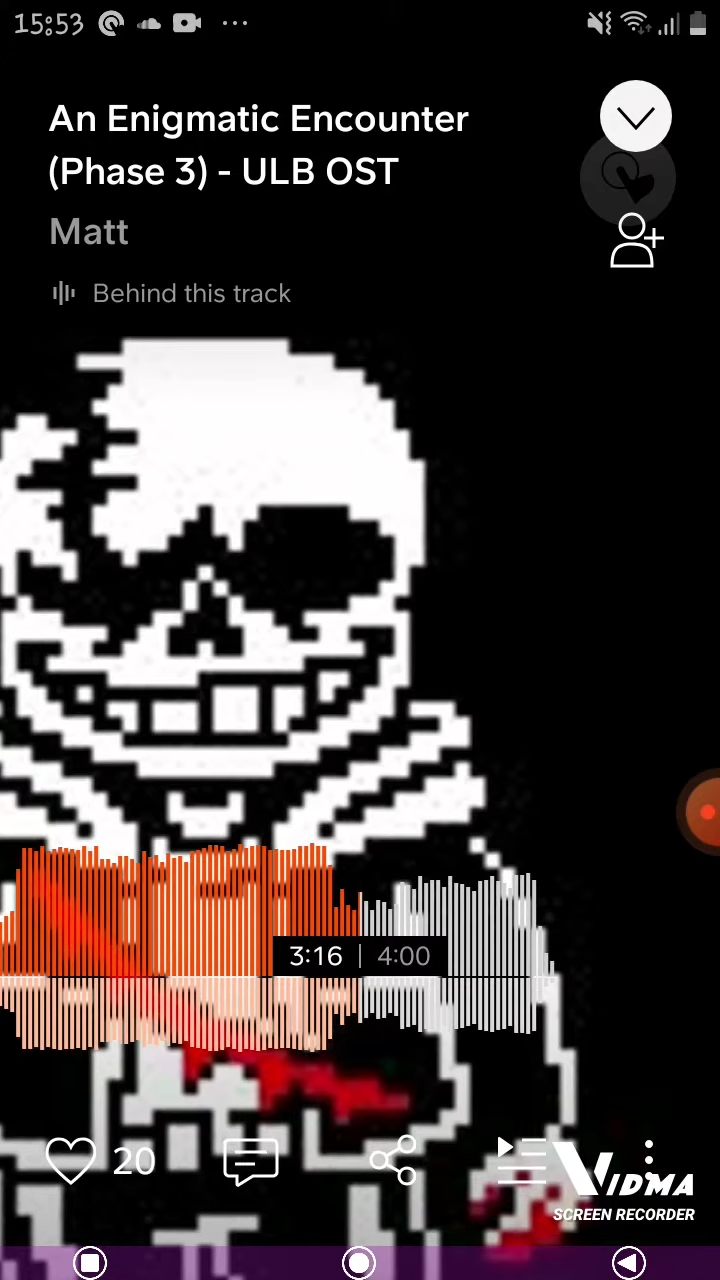 15:53
An Enigmatic Encounter
(Phase 3) - ULB OST
Matt
Behind this track
3:16 | 4:00
20
VIDMA
SCREEN RECORDER